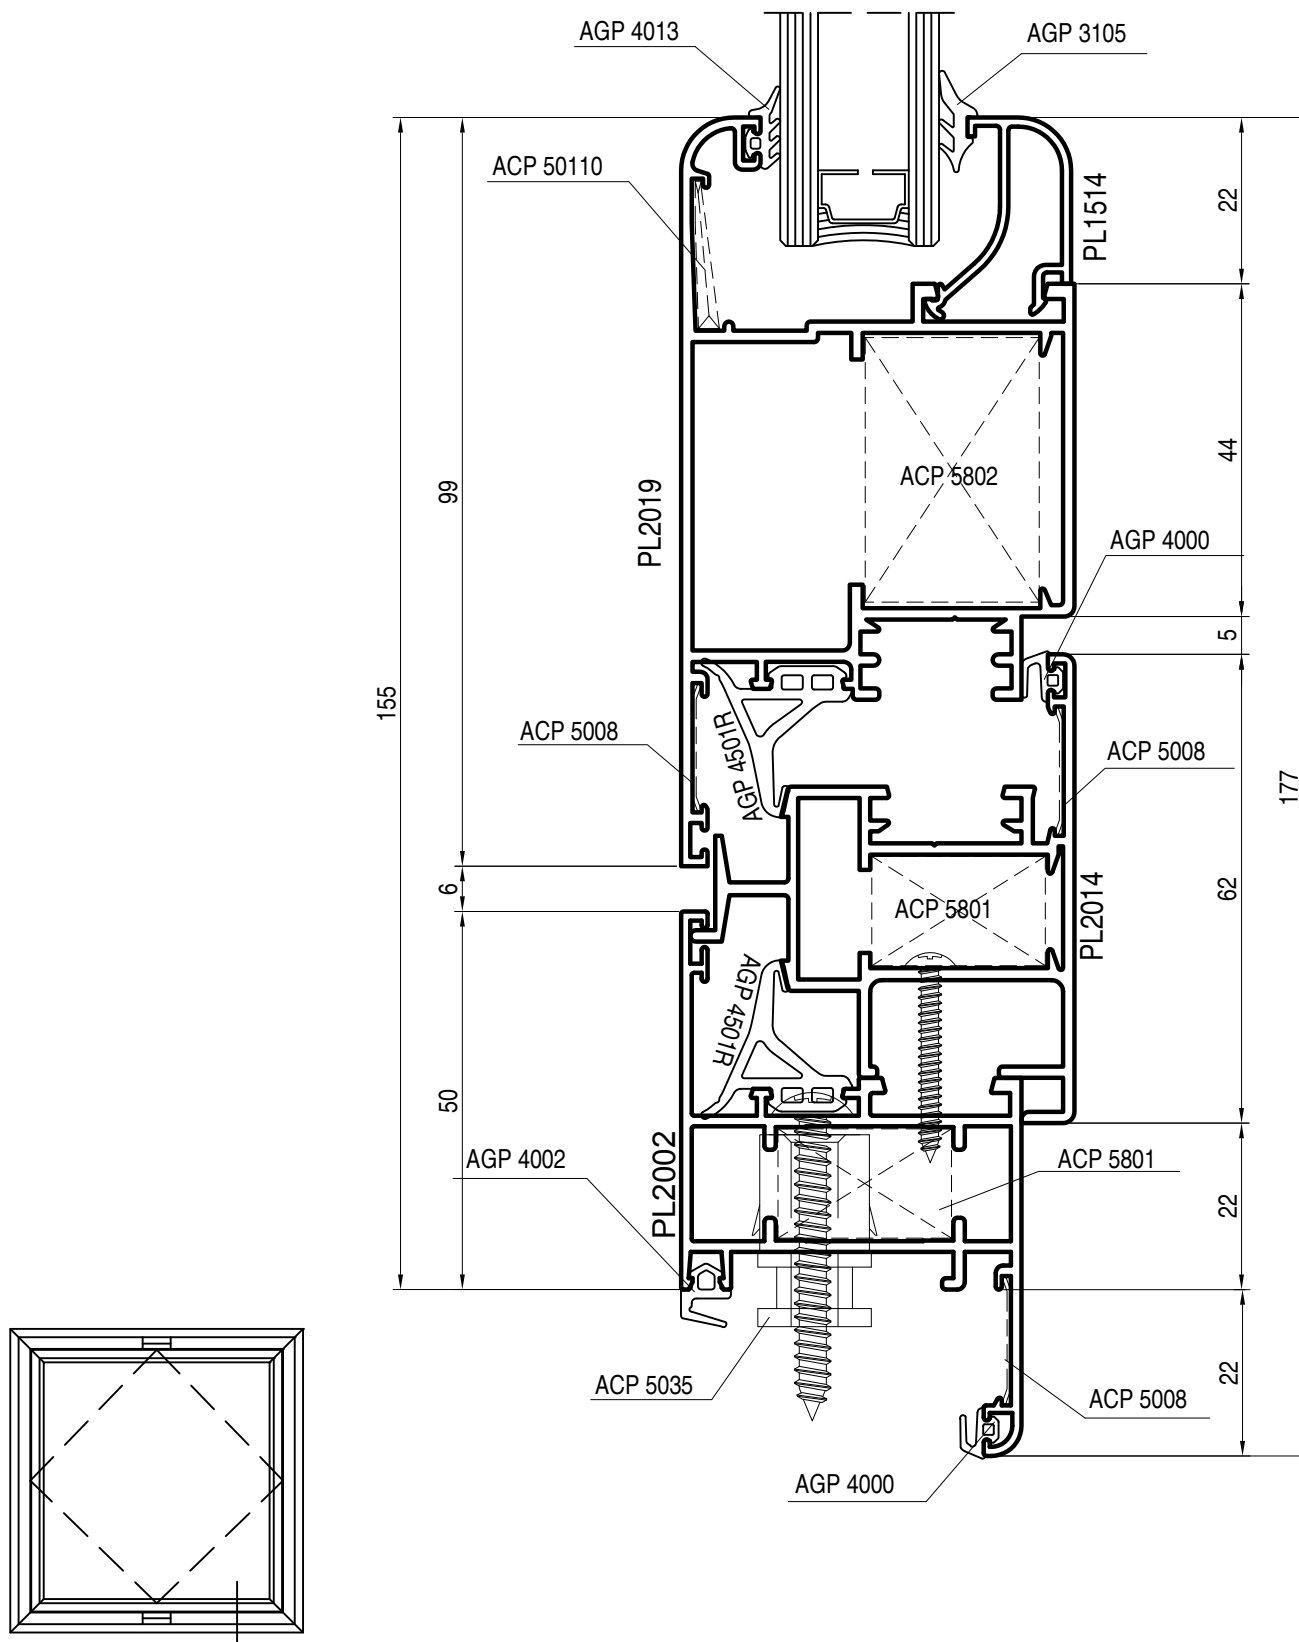 AGP 4013
AGP 3105
ACP 50110
PL1514
22
99
PL2019
44
ACP 5802
AGP 4000
5
155
ACP 5008
AGP 4501R
ACP 5008
177
6
ACP 5801
PL2014
62
AGP 4501R
50
AGP 4002
PL2002
ACP 5801
22
ACP 5035
22
ACP 5008
AGP 4000